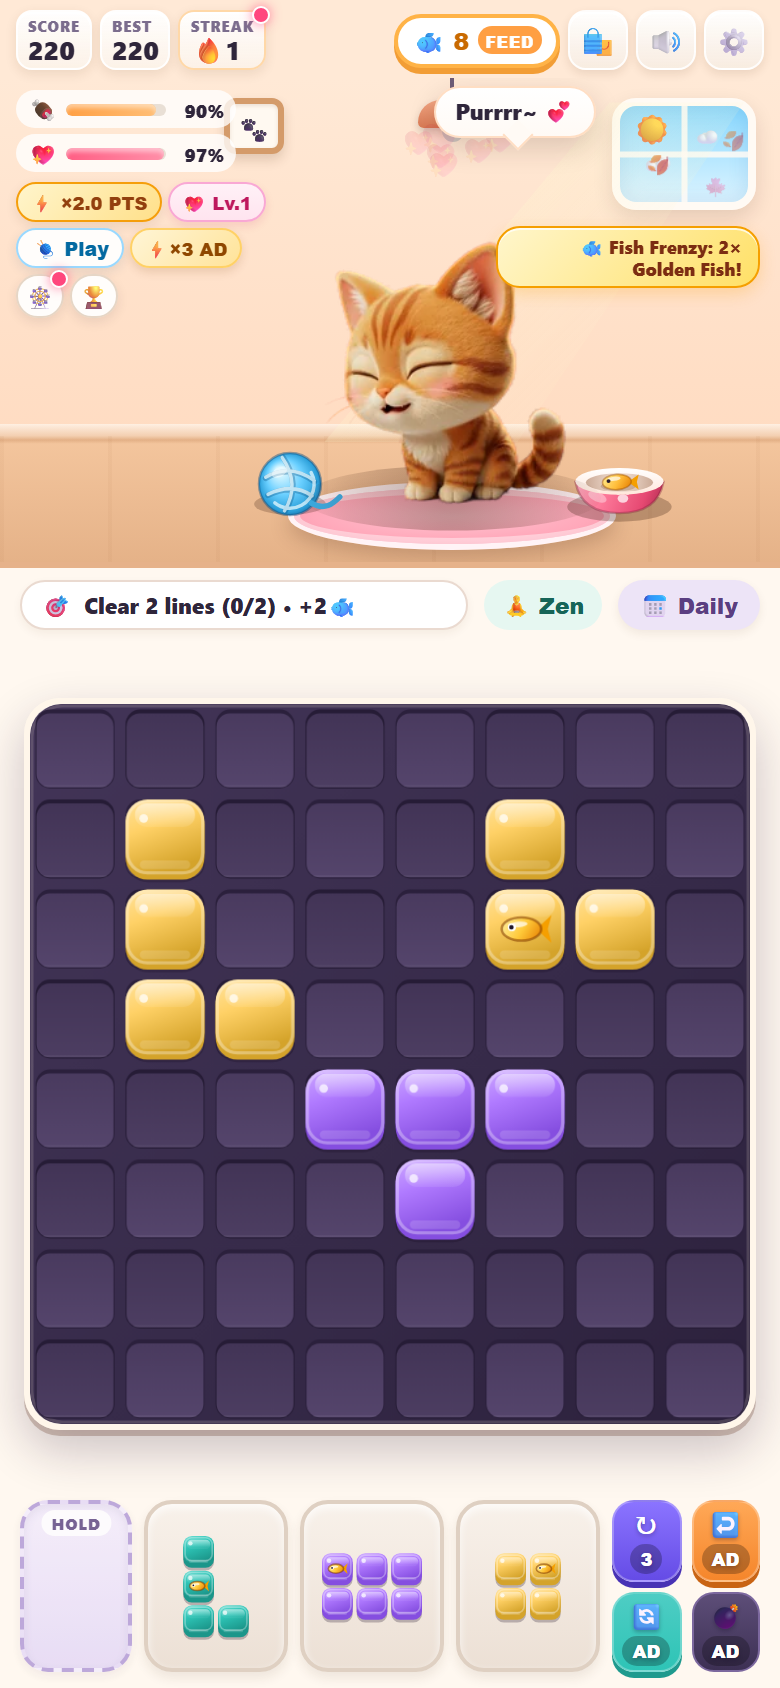 SCORE
220
BEST
220
STREAK
1
8 FEED
90%
97%
Purrrr~
×2.0 PTS
Lv.1
Play
×3 AD
Fish Frenzy: 2×
Golden Fish!
Clear 2 lines (0/2) • +2
Zen
Daily
HOLD
3
AD
AD
AD